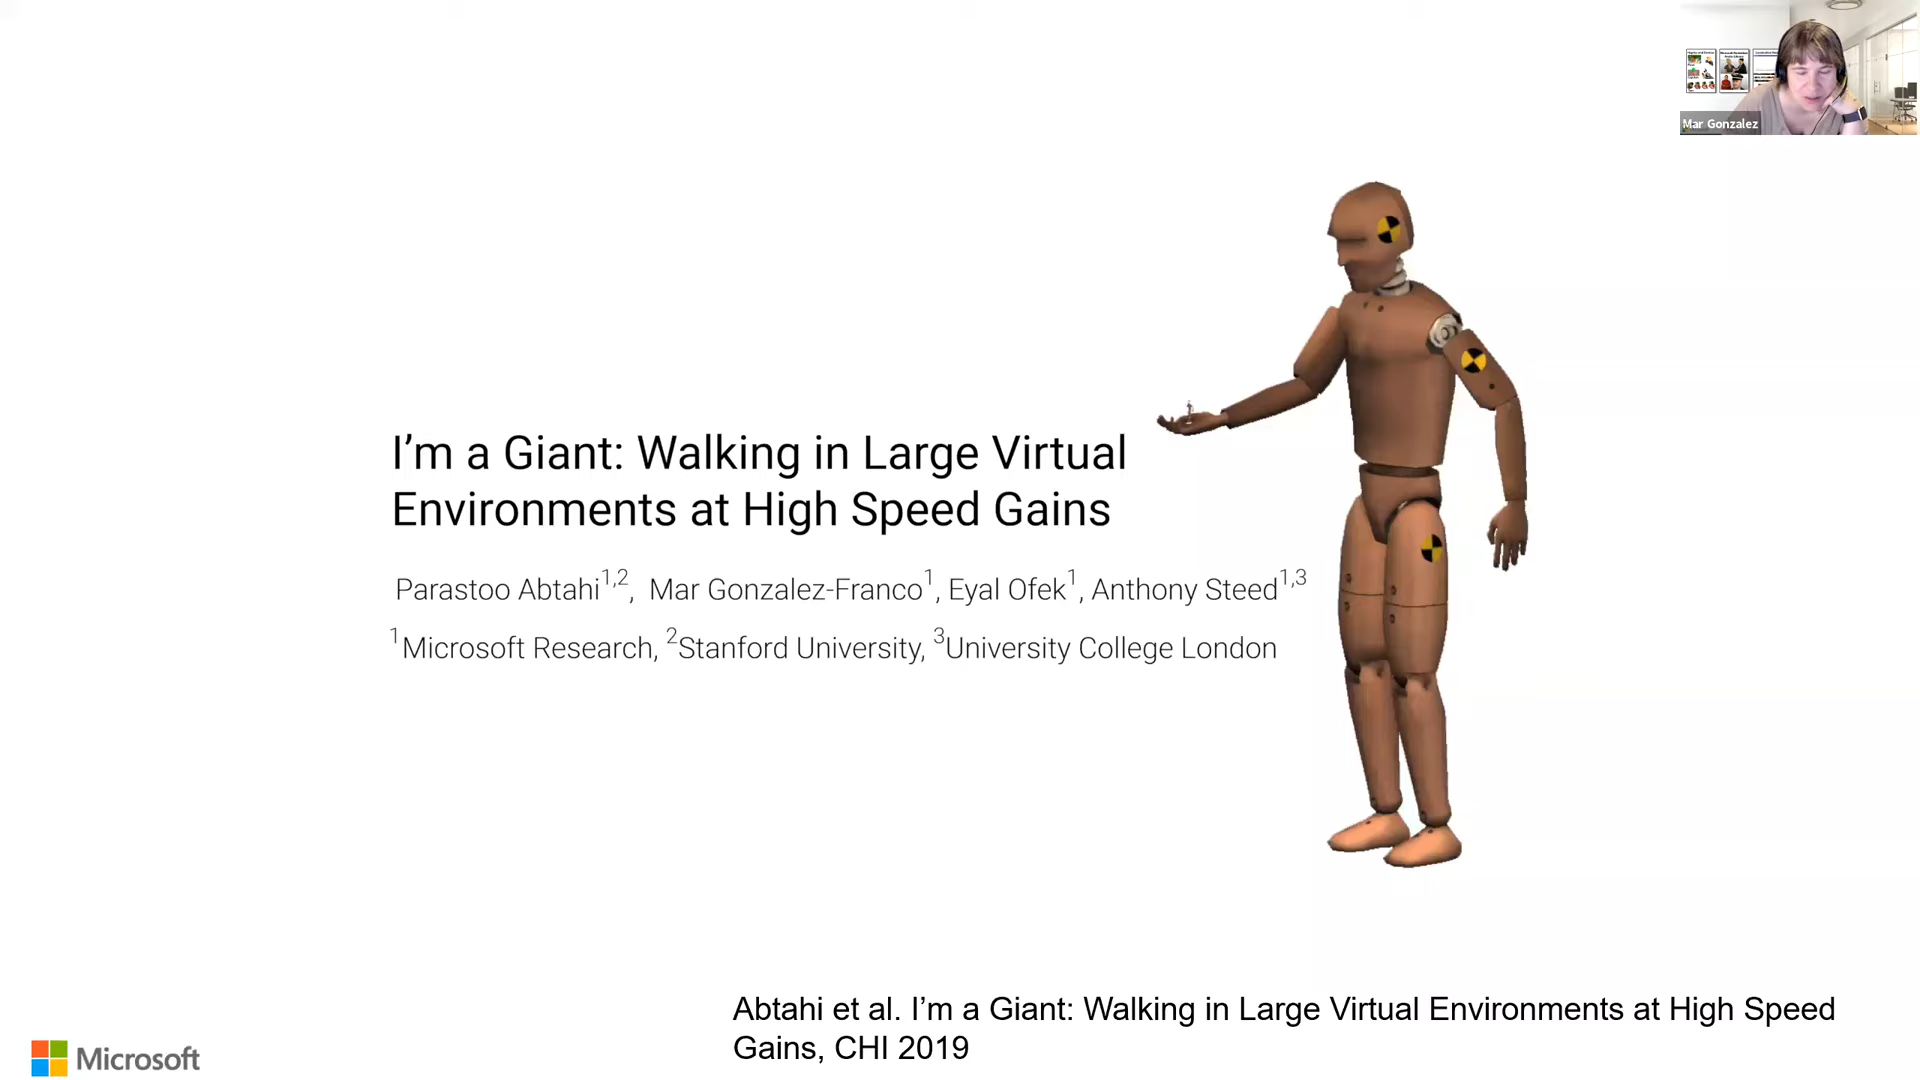 Mar Gonzalez
I’m a Giant: Walking in Large Virtual
Environments at High Speed Gains
Parastoo Abtahi1,2, Mar Gonzalez-Franco1, Eyal Ofek1, Anthony Steed1,3
1Microsoft Research, 2Stanford University, 3University College London
Abtahi et al. I’m a Giant: Walking in Large Virtual Environments at High Speed
Gains, CHI 2019
Microsoft